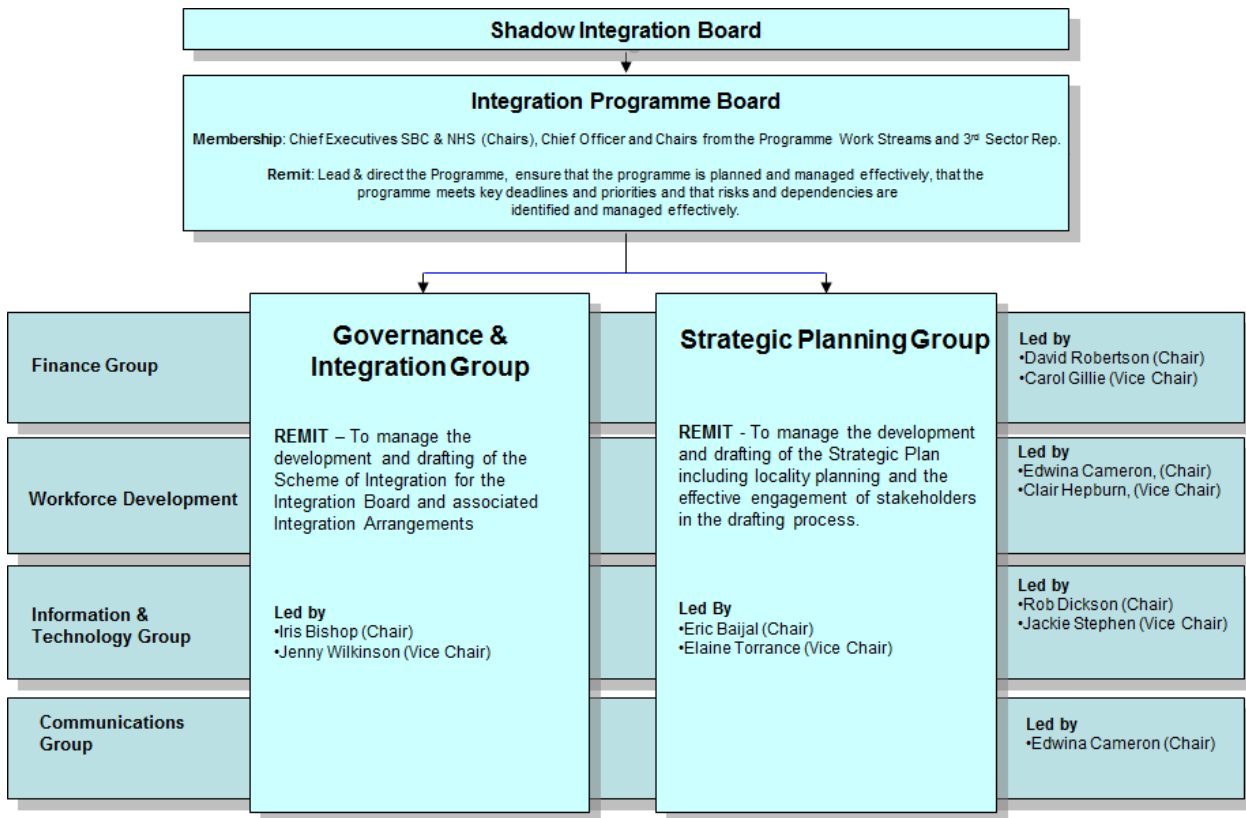 Shadow Integration Board
Integration Programme Board
Membership: Chief Executives SBC & NHS (Chairs), Chief Officer and Chairs from the Programme Work Streams and 3rd Sector Rep.
Remit: Lead & direct the Programme, ensure that the programme is planned and managed effectively, that the
programme meets key deadlines and priorities and that risks and dependencies are
identified and managed effectively.
Governance &
Integration Group
REMIT – To manage the
development and drafting of the
Scheme of Integration for the
Integration Board and associated
Integration Arrangements
Led by
•Iris Bishop (Chair)
•Jenny Wilkinson (Vice Chair)
Strategic Planning Group
REMIT - To manage the development
and drafting of the Strategic Plan
including locality planning and the
effective engagement of stakeholders
in the drafting process.
Led By
•Eric Baijal (Chair)
•Elaine Torrance (Vice Chair)
Finance Group
Led by
•David Robertson (Chair)
•Carol Gillie (Vice Chair)
Workforce Development
Led by
•Edwina Cameron, (Chair)
•Clair Hepburn, (Vice Chair)
Information &
Technology Group
Led by
•Rob Dickson (Chair)
•Jackie Stephen (Vice Chair)
Communications
Group
Led by
•Edwina Cameron (Chair)